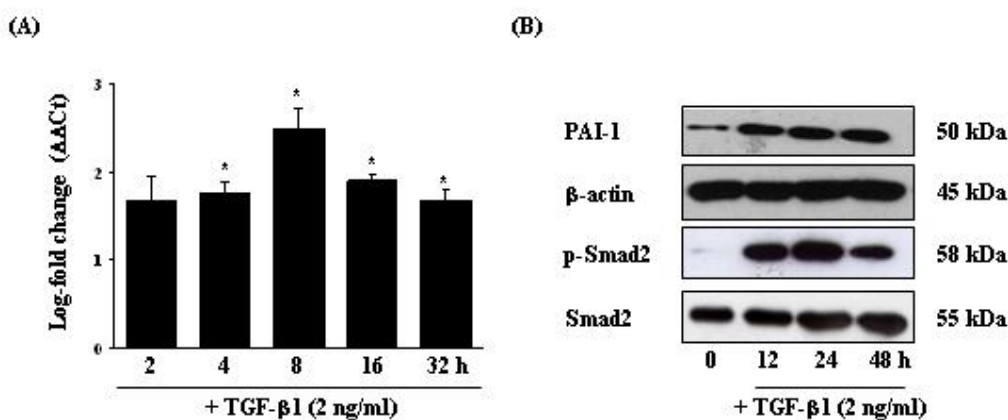 (A)
Log-fold change (ΔΔCt)
3
2
1
0
*
*
*
*
2 4 8 16 32 h
+ TGF-β1 (2 ng/ml)
(B)
PAI-1 50 kDa
β-actin 45 kDa
p-Smad2 58 kDa
Smad2 55 kDa
0 12 24 48 h
+ TGF-β1 (2 ng/ml)